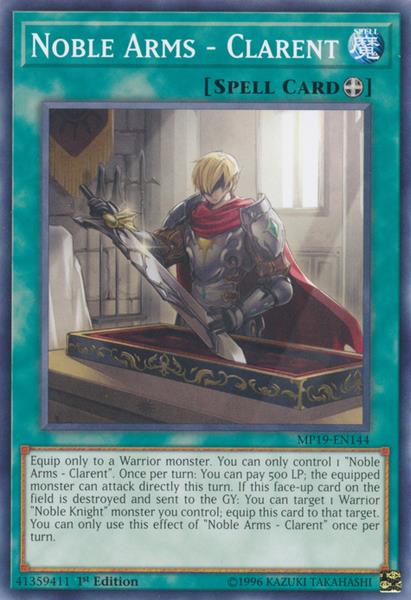 NOBLE ARMS - CLARENT
SPELL
魔
[SPELL CARD]
MP19-EN144
Equip only to a Warrior monster. You can only control 1 "Noble
Arms - Clarent". Once per turn: You can pay 500 LP; the equipped
monster can attack directly this turn. If this face-up card on the
field is destroyed and sent to the GY: You can target 1 Warrior
"Noble Knight" monster you control; equip this card to that target.
You can only use this effect of "Noble Arms - Clarent" once per
turn.
41359411 1st Edition ©1996 KAZUKI TAKAHASHI